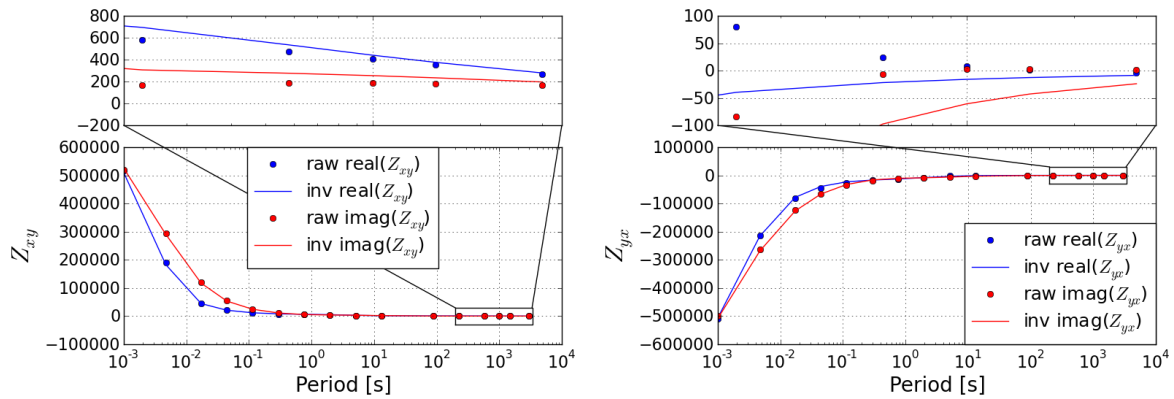 800
600
400
200
0
−200
600000
500000
400000
300000
200000
100000
0
−100000
Z_xy
raw real(Z_xy)
inv real(Z_xy)
raw imag(Z_xy)
inv imag(Z_xy)
10^-3 10^-2 10^-1 10^0 10^1 10^2 10^3 10^4
Period [s]
100
50
0
−50
−100
100000
0
−100000
−200000
−300000
−400000
−500000
−600000
Z_yx
raw real(Z_yx)
inv real(Z_yx)
raw imag(Z_yx)
inv imag(Z_yx)
10^-3 10^-2 10^-1 10^0 10^1 10^2 10^3 10^4
Period [s]